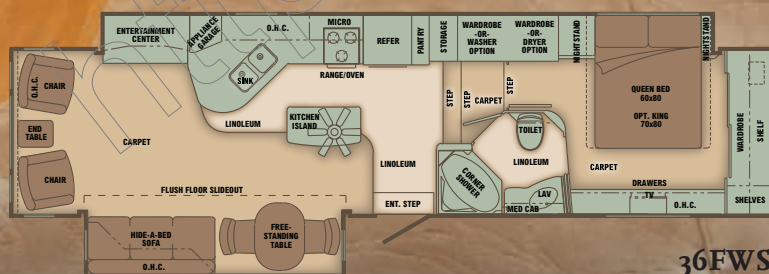 ENTERTAINMENT
CENTER
APPLIANCE
GARAGE
O.H.C.
MICRO
REFER
PANTRY
STORAGE
WARDROBE
-OR-
WASHER
OPTION
WARDROBE
-OR-
DRYER
OPTION
NIGHTSTAND
NIGHTSTAND
O.H.C.
CHAIR
SINK
RANGE/OVEN
STEP
STEP
CARPET
STEP
QUEEN BED
60x80
OPT. KING
70x80
WARDROBE
SHELF
END
TABLE
CARPET
LINOLEUM
KITCHEN
ISLAND
TOILET
LINOLEUM
LINOLEUM
CARPET
CHAIR
FLUSH FLOOR SLIDEOUT
CORNER
SHOWER
ENT. STEP
MED CAB
LAV
DRAWERS
TV
O.H.C.
SHELVES
HIDE-A-BED
SOFA
O.H.C.
FREE-
STANDING
TABLE
36FWS